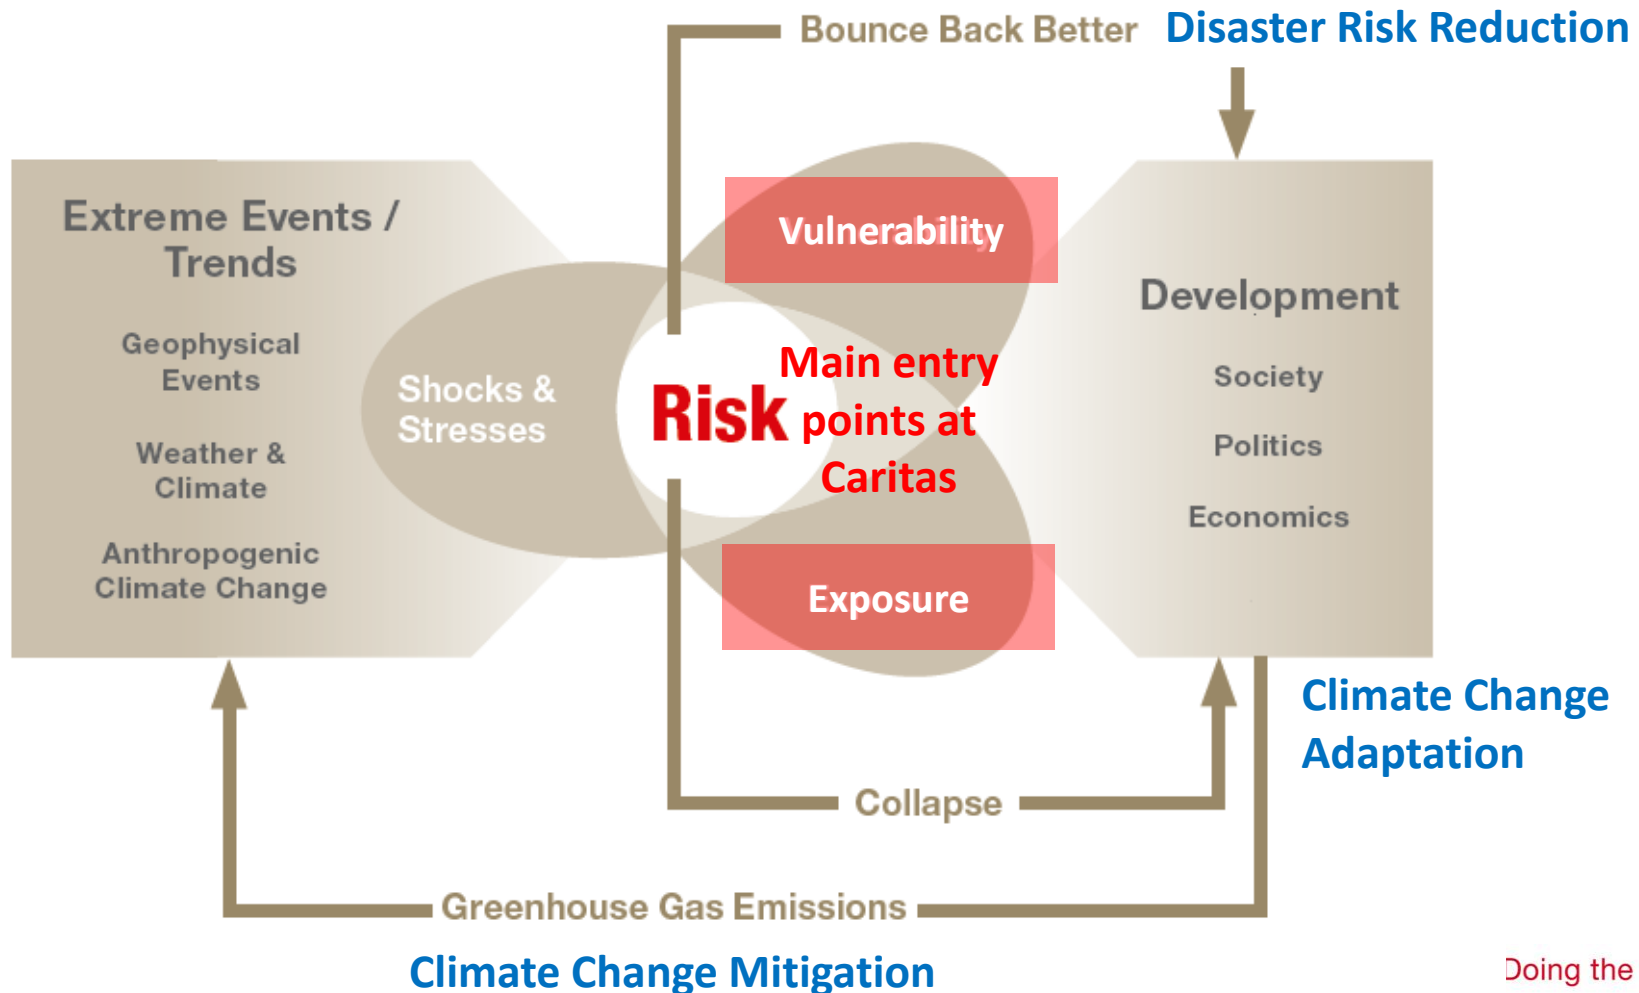 Bounce Back Better
Disaster Risk Reduction
Extreme Events /
Trends
Geophysical
Events
Weather &
Climate
Anthropogenic
Climate Change
Shocks &
Stresses
Risk
Vulnerability
Main entry
points at
Caritas
Exposure
Development
Society
Politics
Economics
Climate Change
Adaptation
Collapse
Greenhouse Gas Emissions
Climate Change Mitigation
Doing the